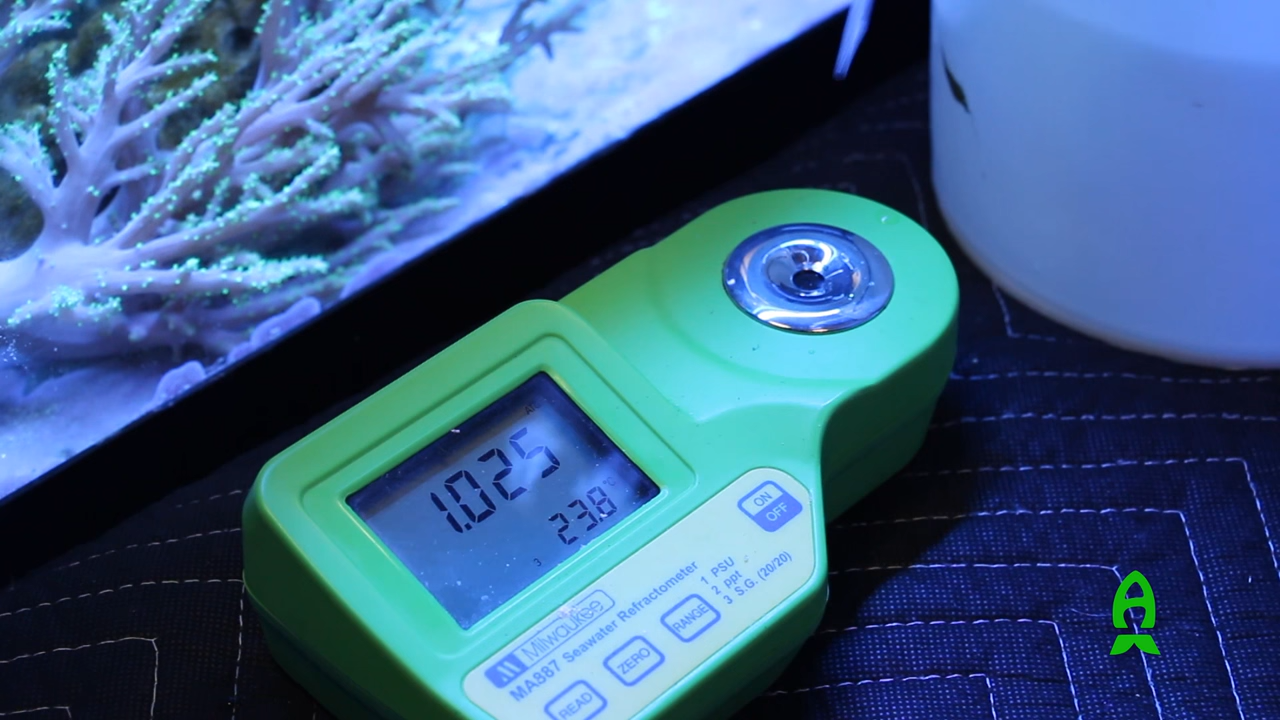 1.025
23.8 °C
3
ON
OFF
Milwaukee
MA887 Seawater Refractometer
1 PSU
2 ppt
3 S.G. (20/20)
READ
ZERO
RANGE
A